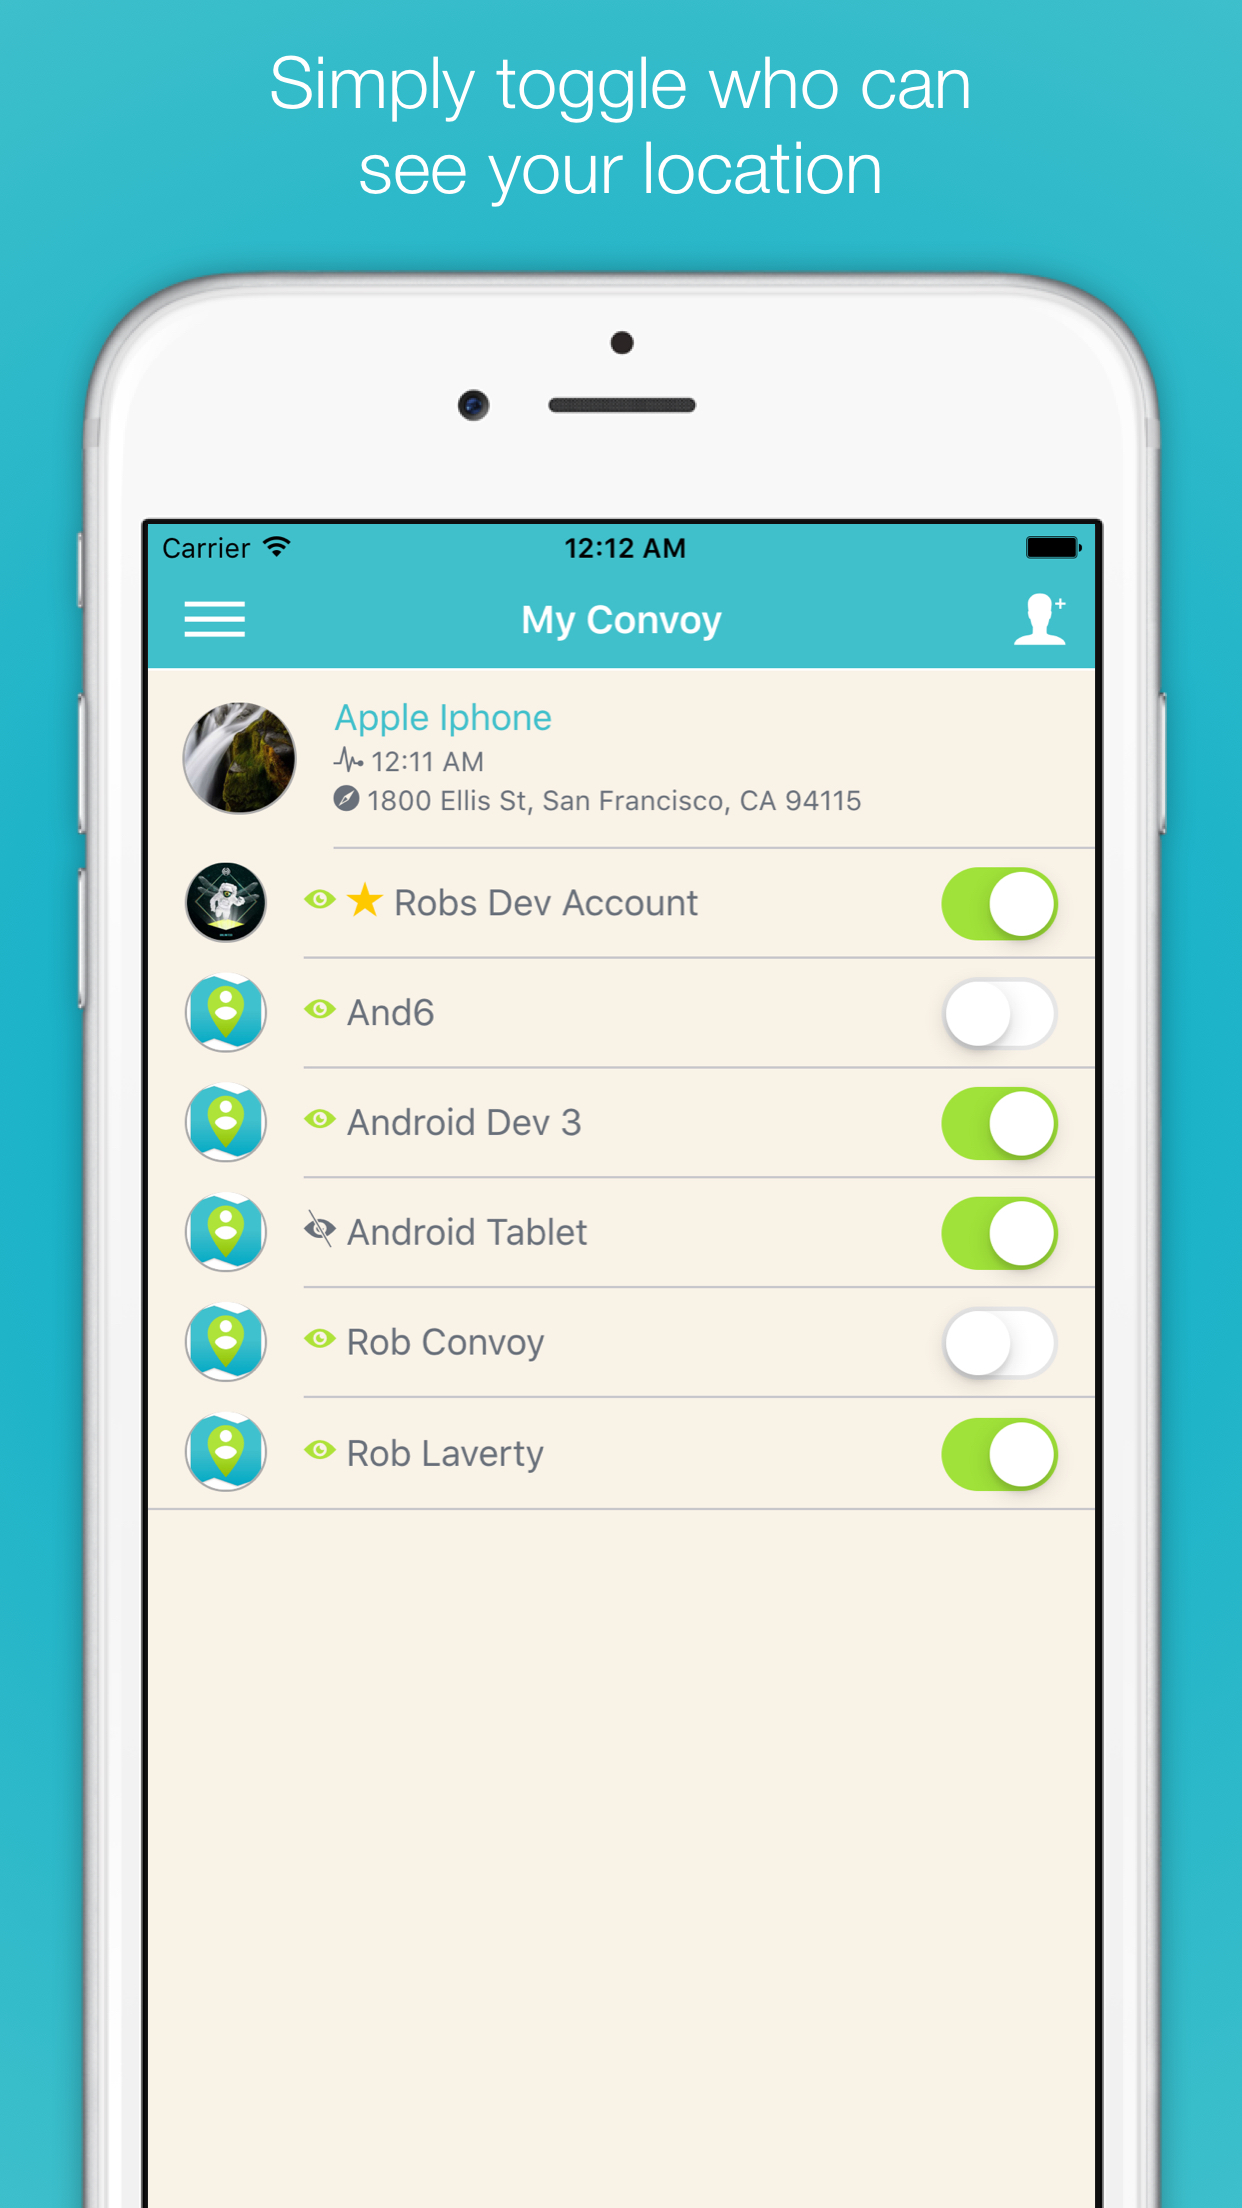 Simply toggle who can
see your location
Carrier 12:12 AM
My Convoy
Apple Iphone
12:11 AM
1800 Ellis St, San Francisco, CA 94115
Robs Dev Account
And6
Android Dev 3
Android Tablet
Rob Convoy
Rob Laverty